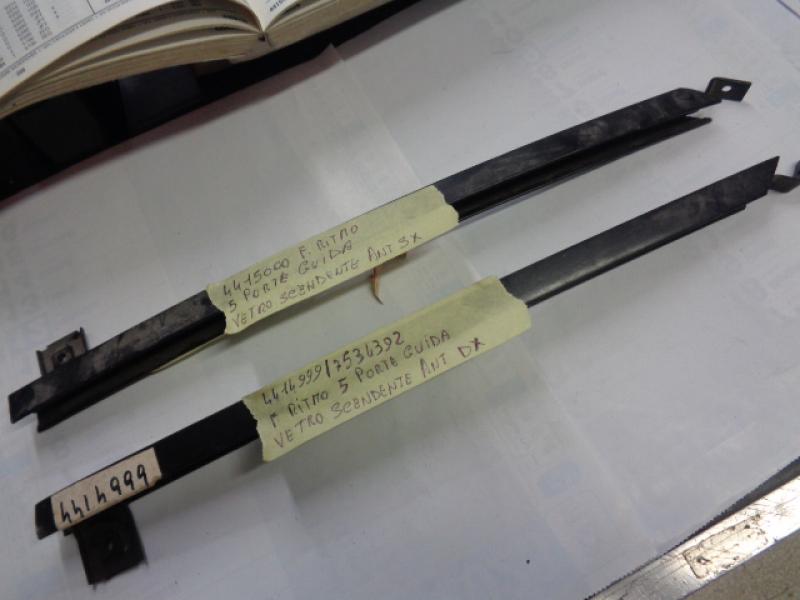 4415000 F. RITMO
5 PORTE GUIDA
VETRO SCENDENTE ANT SX
4414999/7534392
F RITMO 5 PORTE GUIDA
VETRO SCENDENTE ANT DX
4414999